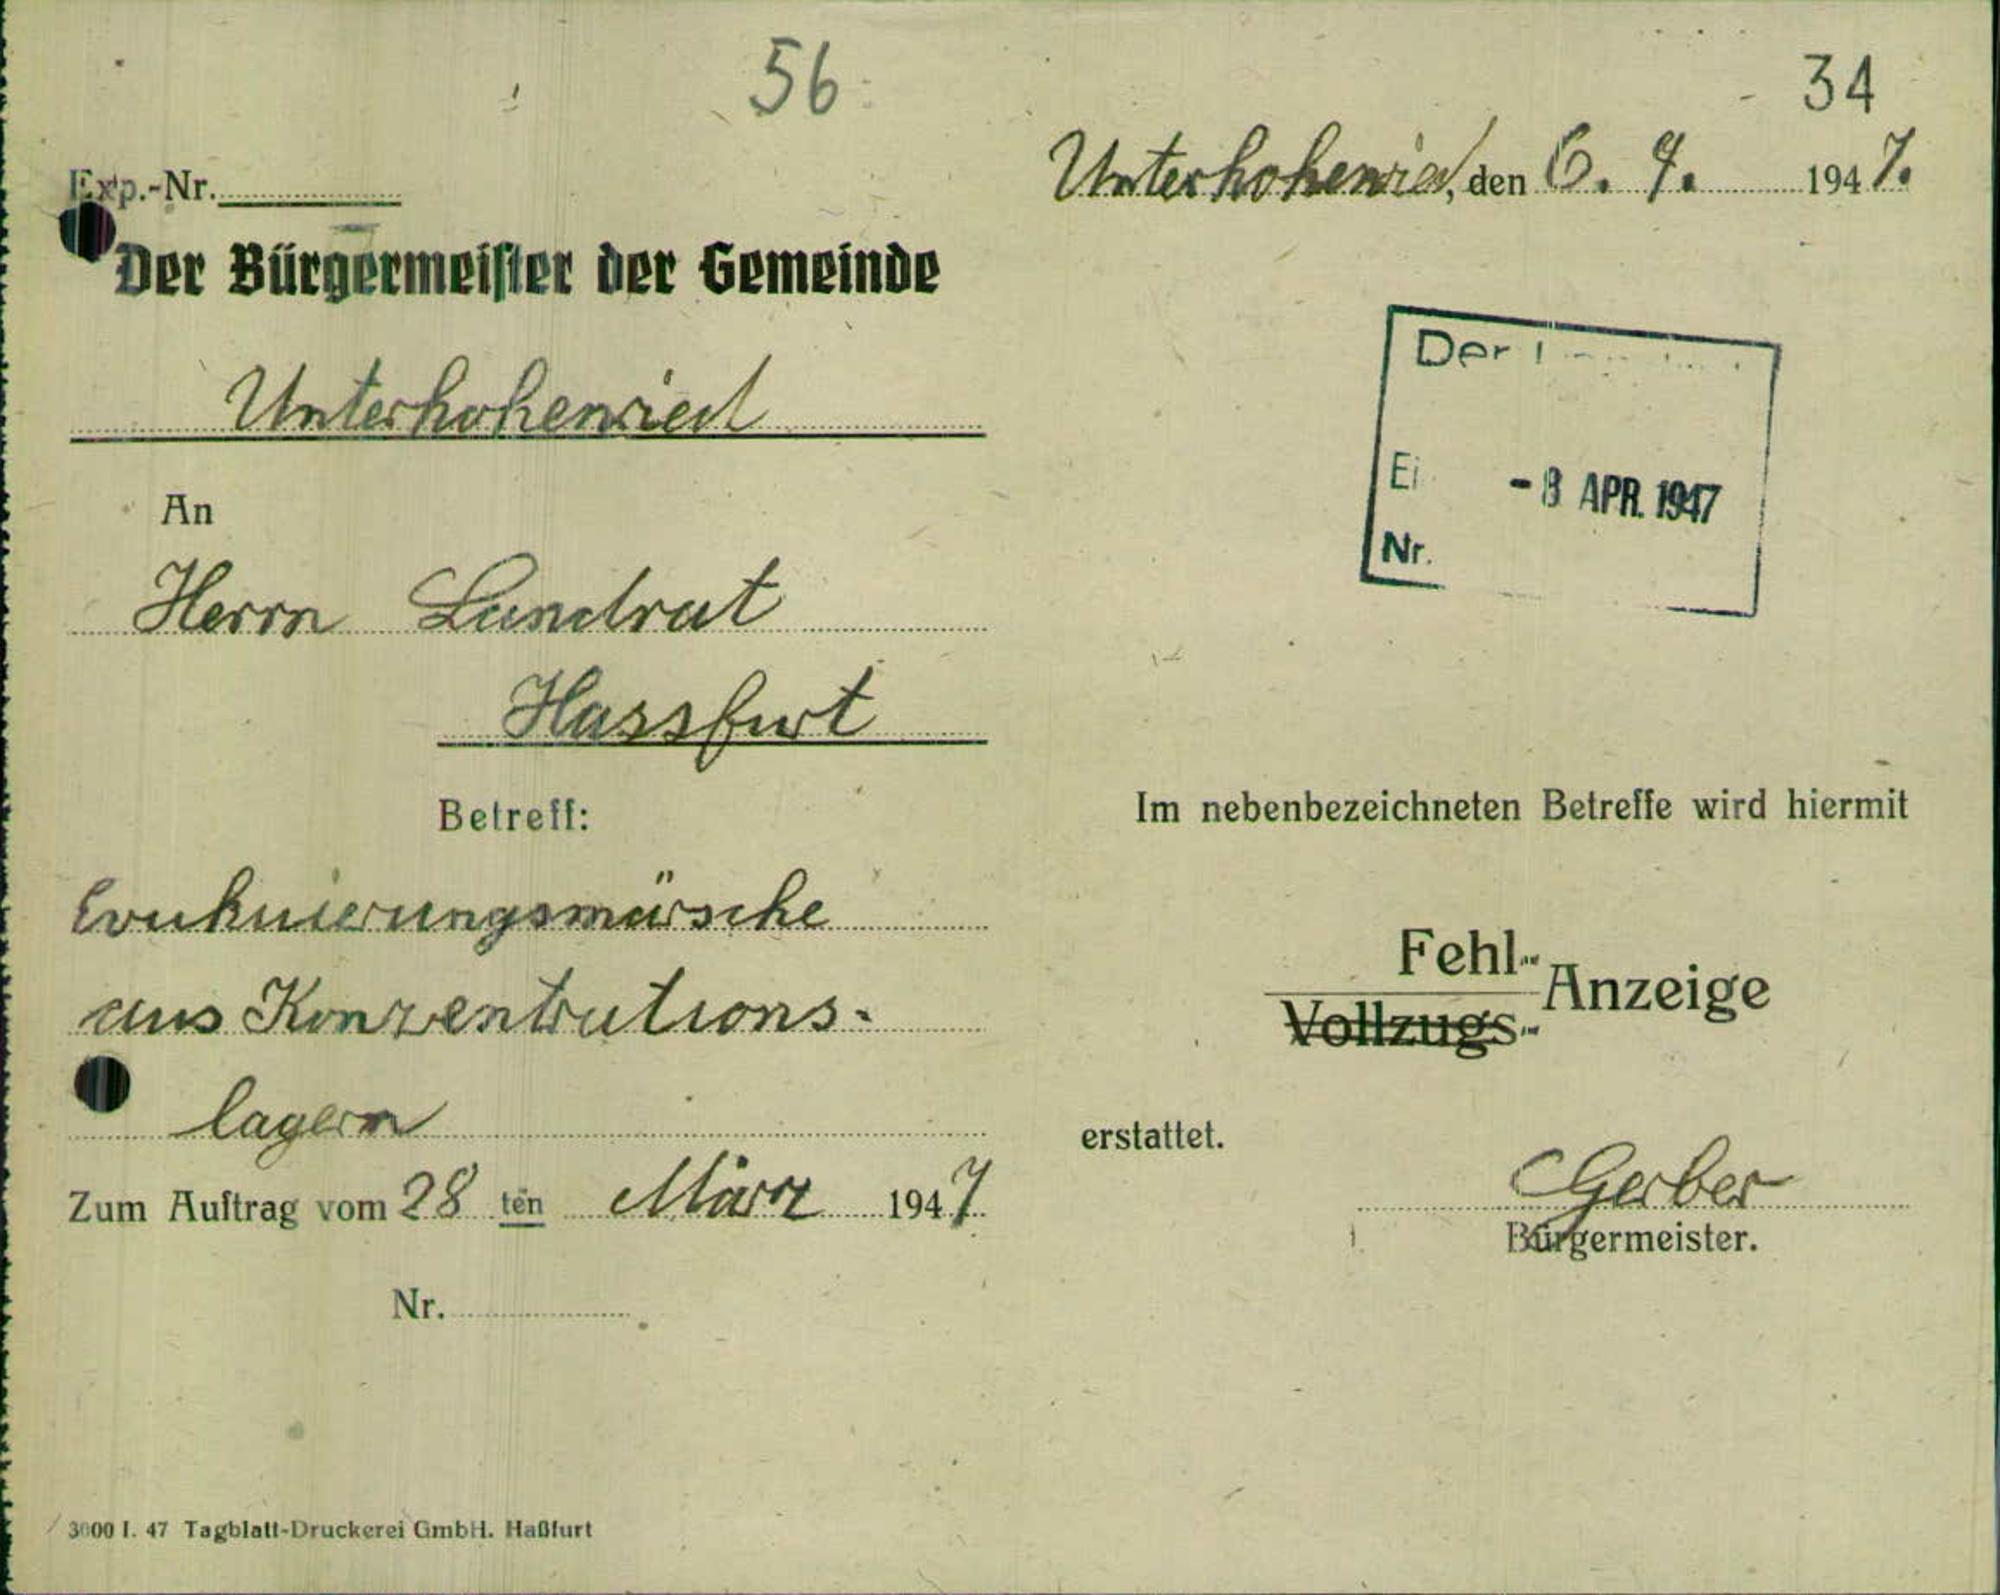 56
34
Exp.-Nr.
Unterhohenried, den 6. 4. 1947.
Der Bürgermeister der Gemeinde
Unterhohenried
Der
Ei
- 8 APR. 1947
Nr.
An
Herrn Landrat
Hassfurt
Betreff:
Evakuierungsmärsche
aus Konzentrations-
lagern
Zum Auftrag vom 28 ten März 1947
Nr.
Im nebenbezeichneten Betreffe wird hiermit
Fehl-
Vollzugs-
Anzeige
erstattet.
Gerber
Bürgermeister.
3000 I. 47 Tagblatt-Druckerei GmbH. Haßfurt